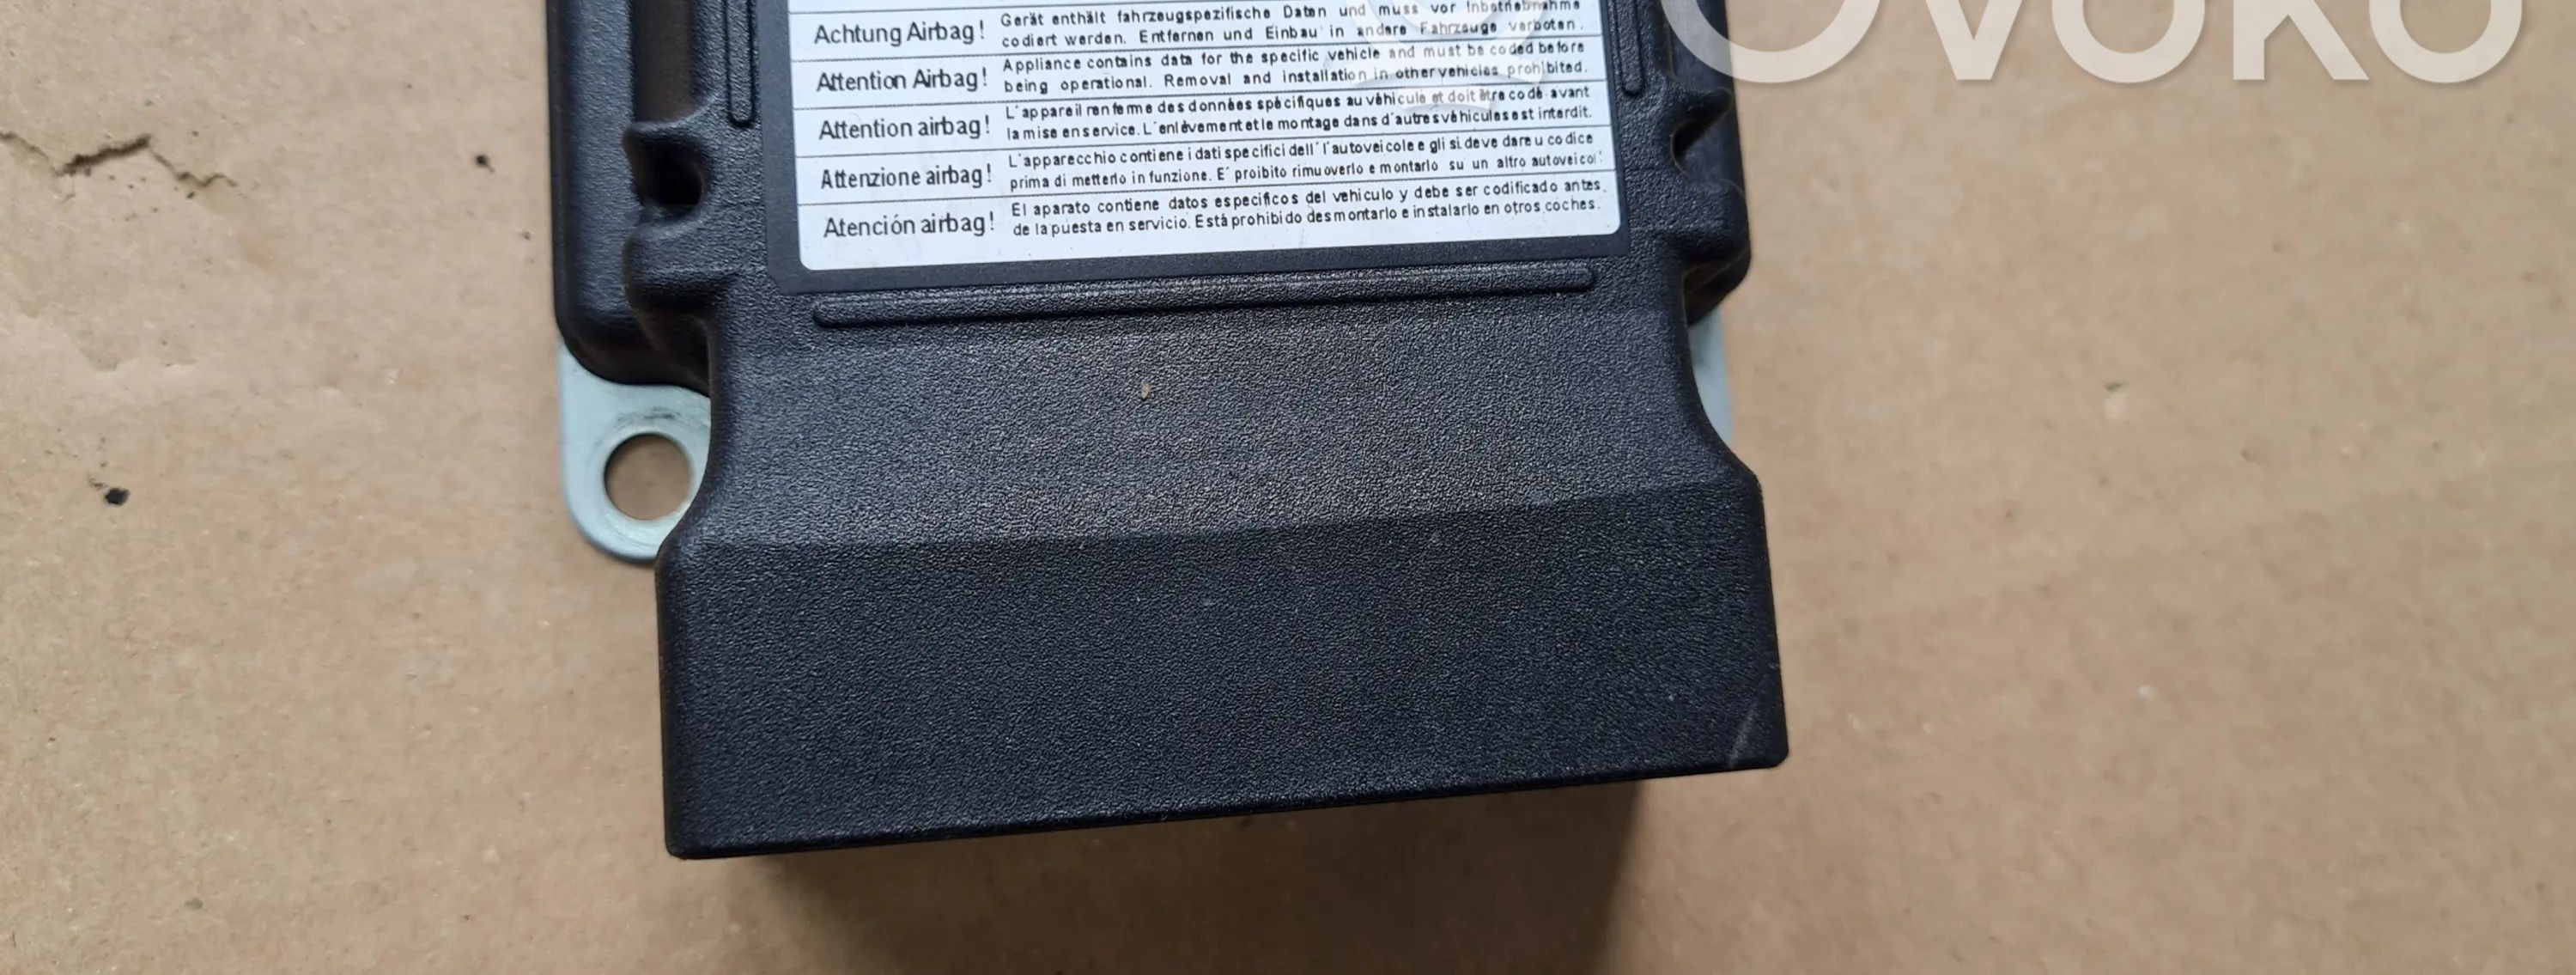 OVOKO
Achtung Airbag!
Gerät enthält fahrzeugspezifische Daten und muss vor Inbetriebnahme
codiert werden. Entfernen und Einbau in andere Fahrzeuge verboten.
Attention Airbag!
Appliance contains data for the specific vehicle and must be coded before
being operational. Removal and installation in other vehicles prohibited.
Attention airbag!
L'appareil renferme des données spécifiques au véhicule et doit être codé avant
la mise en service. L'enlèvement et le montage dans d'autres véhicules est interdit.
Attenzione airbag!
L'apparecchio contiene i dati specifici dell' l'autoveicolo e gli si deve dare u codice
prima di metterlo in funzione. E' proibito rimuoverlo e montarlo su un altro
Atención airbag!
El aparato contiene datos especificos del vehiculo y debe ser codificado antes
de la puesta en servicio. Está prohibido desmontarlo e instalarlo en otros coches.